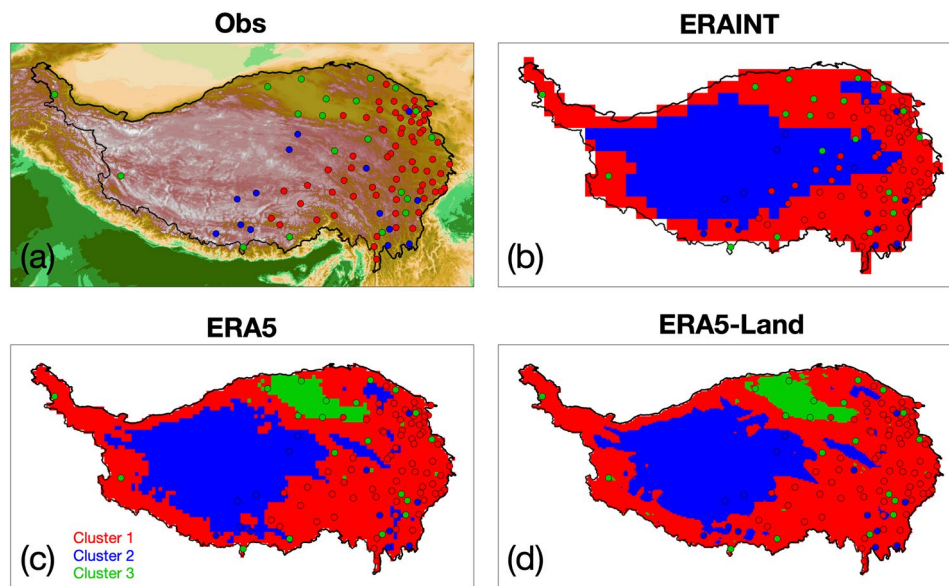 Obs
ERAINT
(a)
(b)
ERA5
ERA5-Land
Cluster 1
Cluster 2
Cluster 3
(c)
(d)